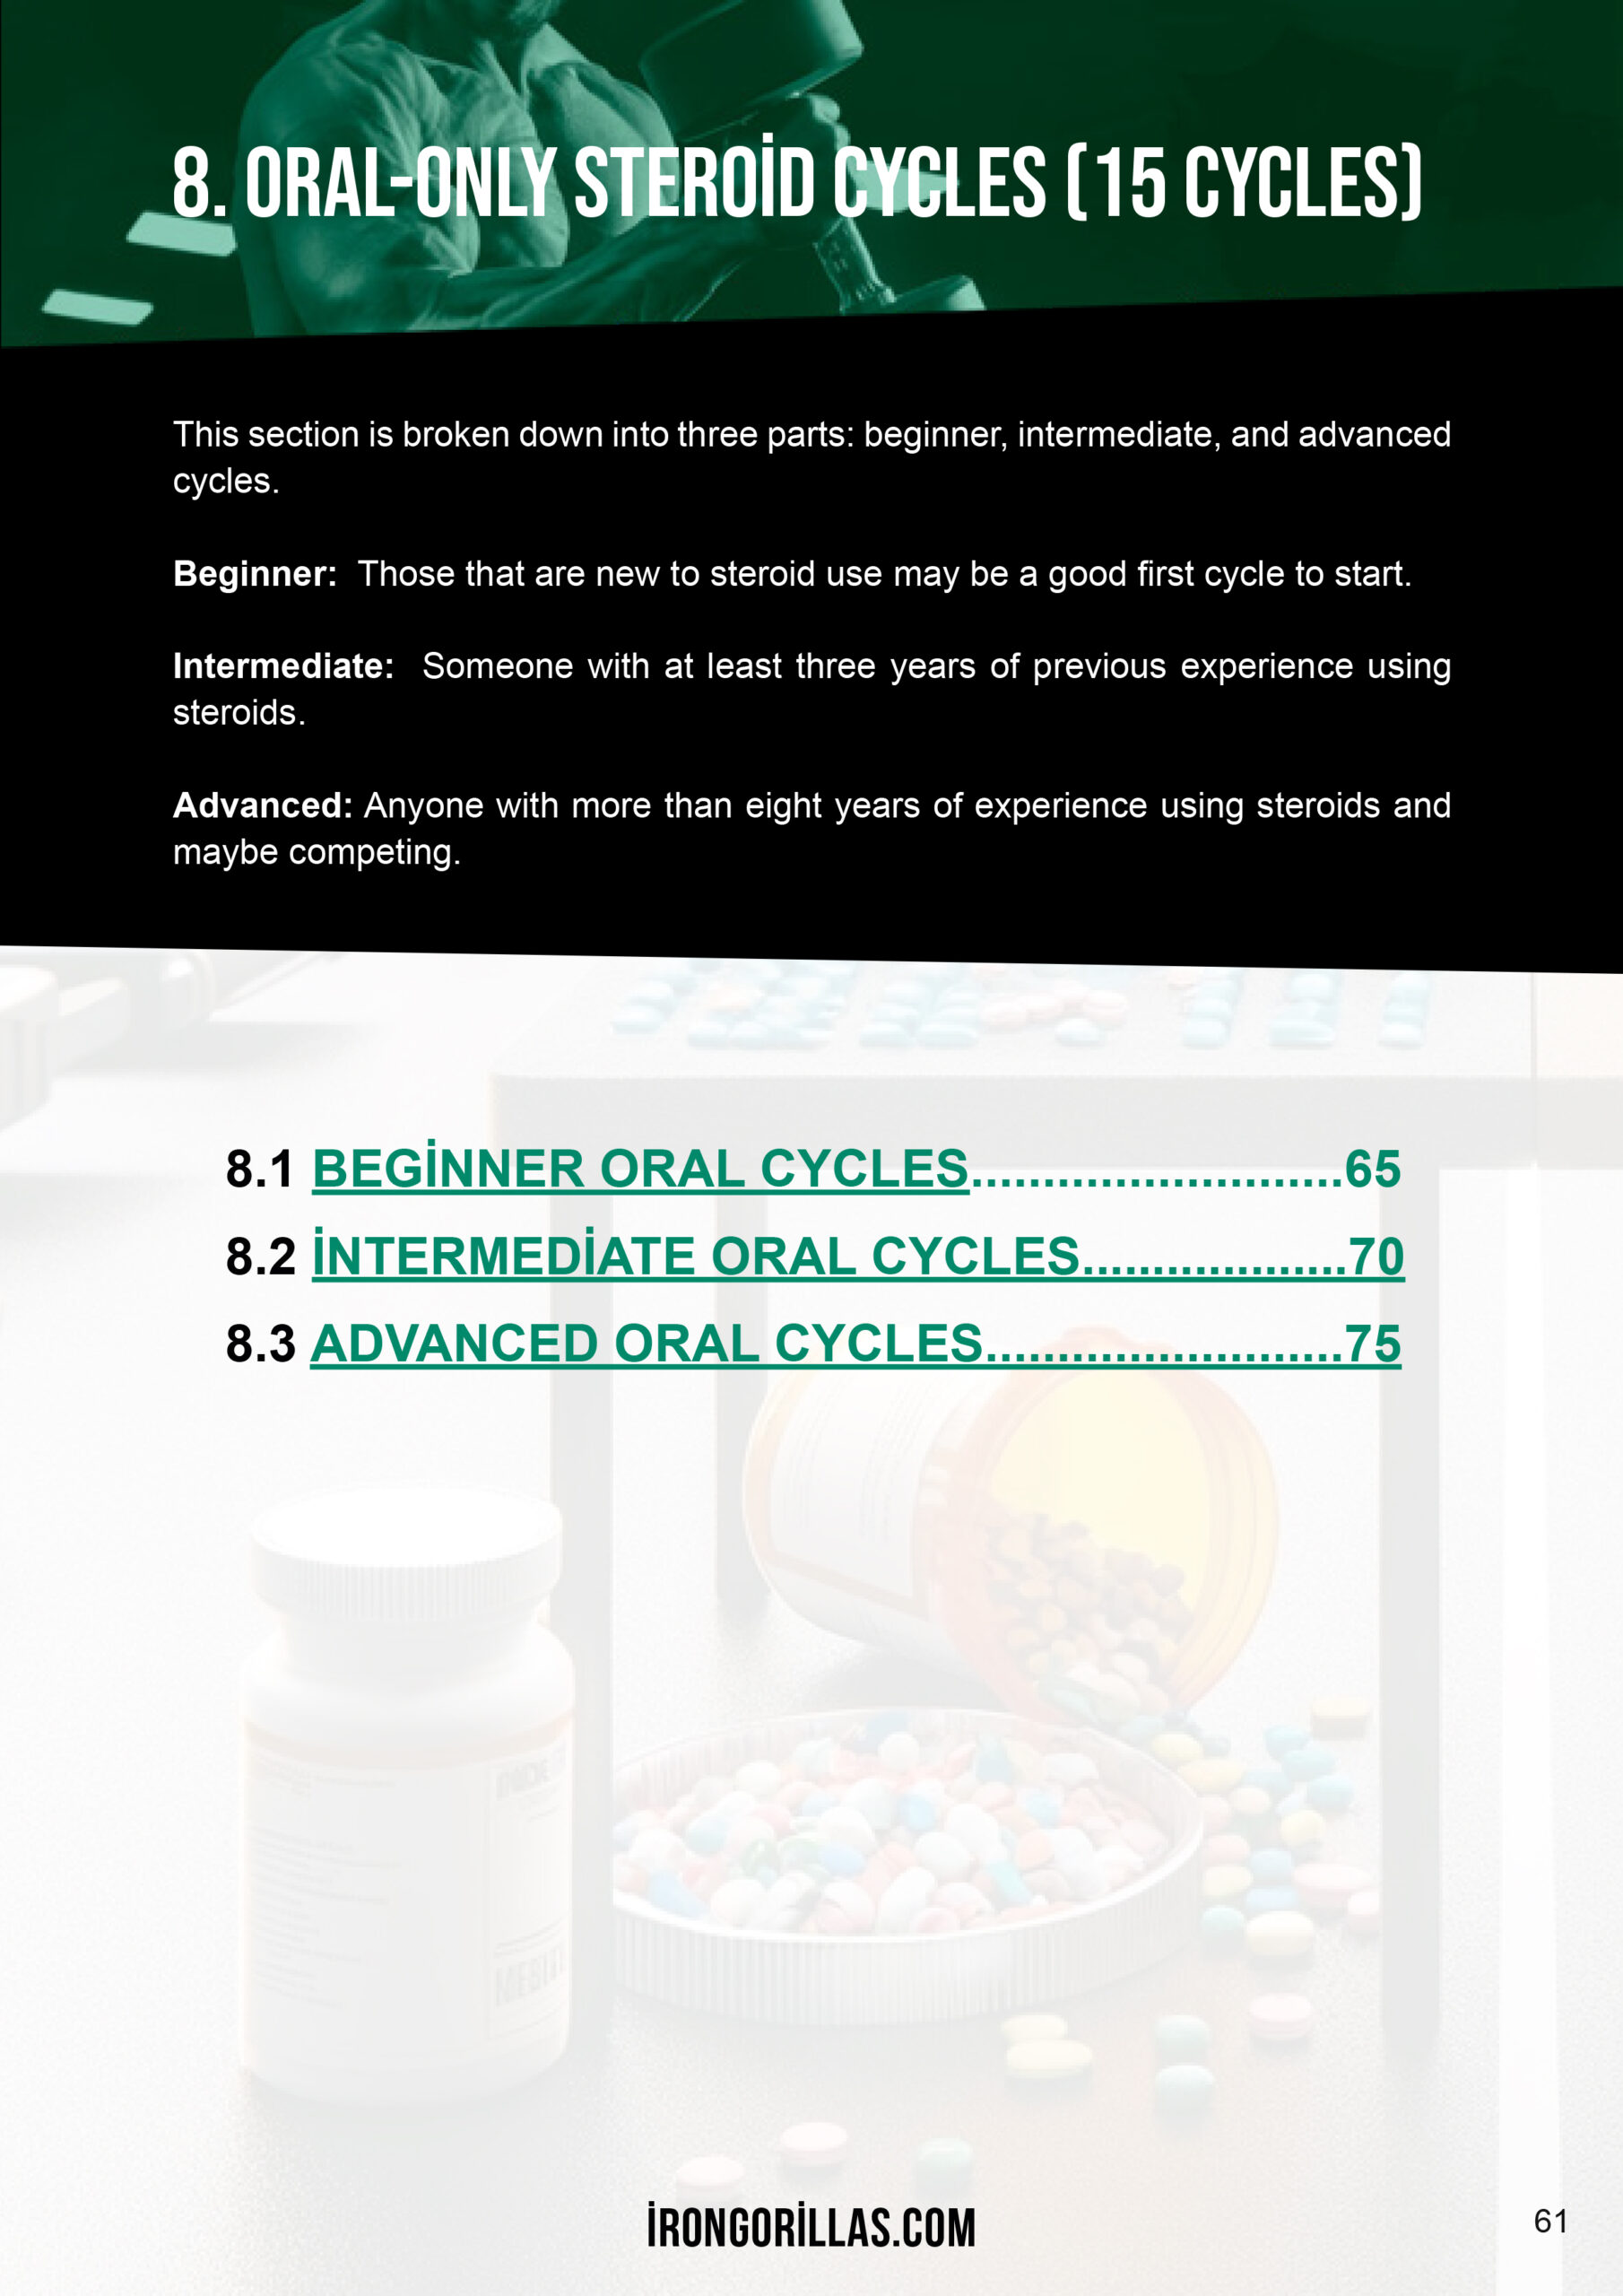 8. ORAL-ONLY STEROİD CYCLES (15 CYCLES)
This section is broken down into three parts: beginner, intermediate, and advanced
cycles.
Beginner: Those that are new to steroid use may be a good first cycle to start.
Intermediate: Someone with at least three years of previous experience using
steroids.
Advanced: Anyone with more than eight years of experience using steroids and
maybe competing.
8.1 BEGİNNER ORAL CYCLES..........................65
8.2 İNTERMEDİATE ORAL CYCLES...................70
8.3 ADVANCED ORAL CYCLES.........................75
İRONGORİLLAS.COM
61